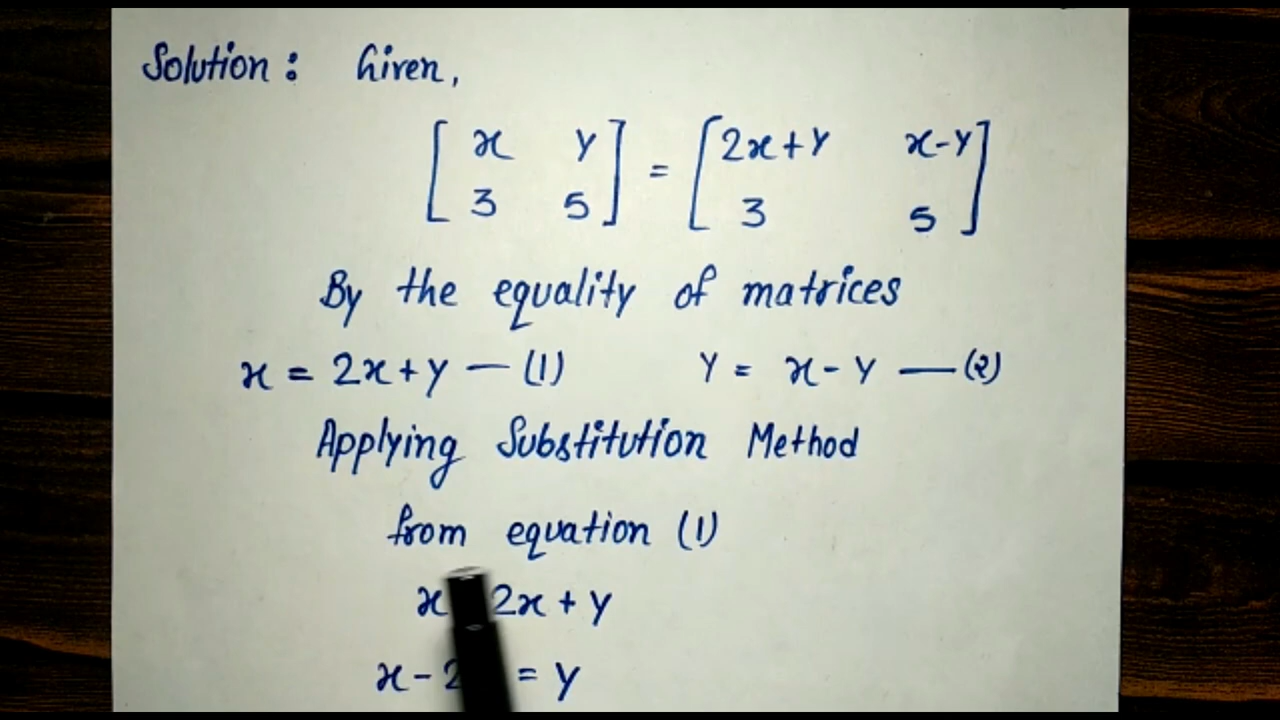 Solution: Given,
[ x y ] = [ 2x+y x-y ]
[ 3 5 ] [ 3 5 ]
By the equality of matrices
x = 2x+y — (1) y = x-y — (2)
Applying Substitution Method
from equation (1)
x 2x + y
x - 2 = y